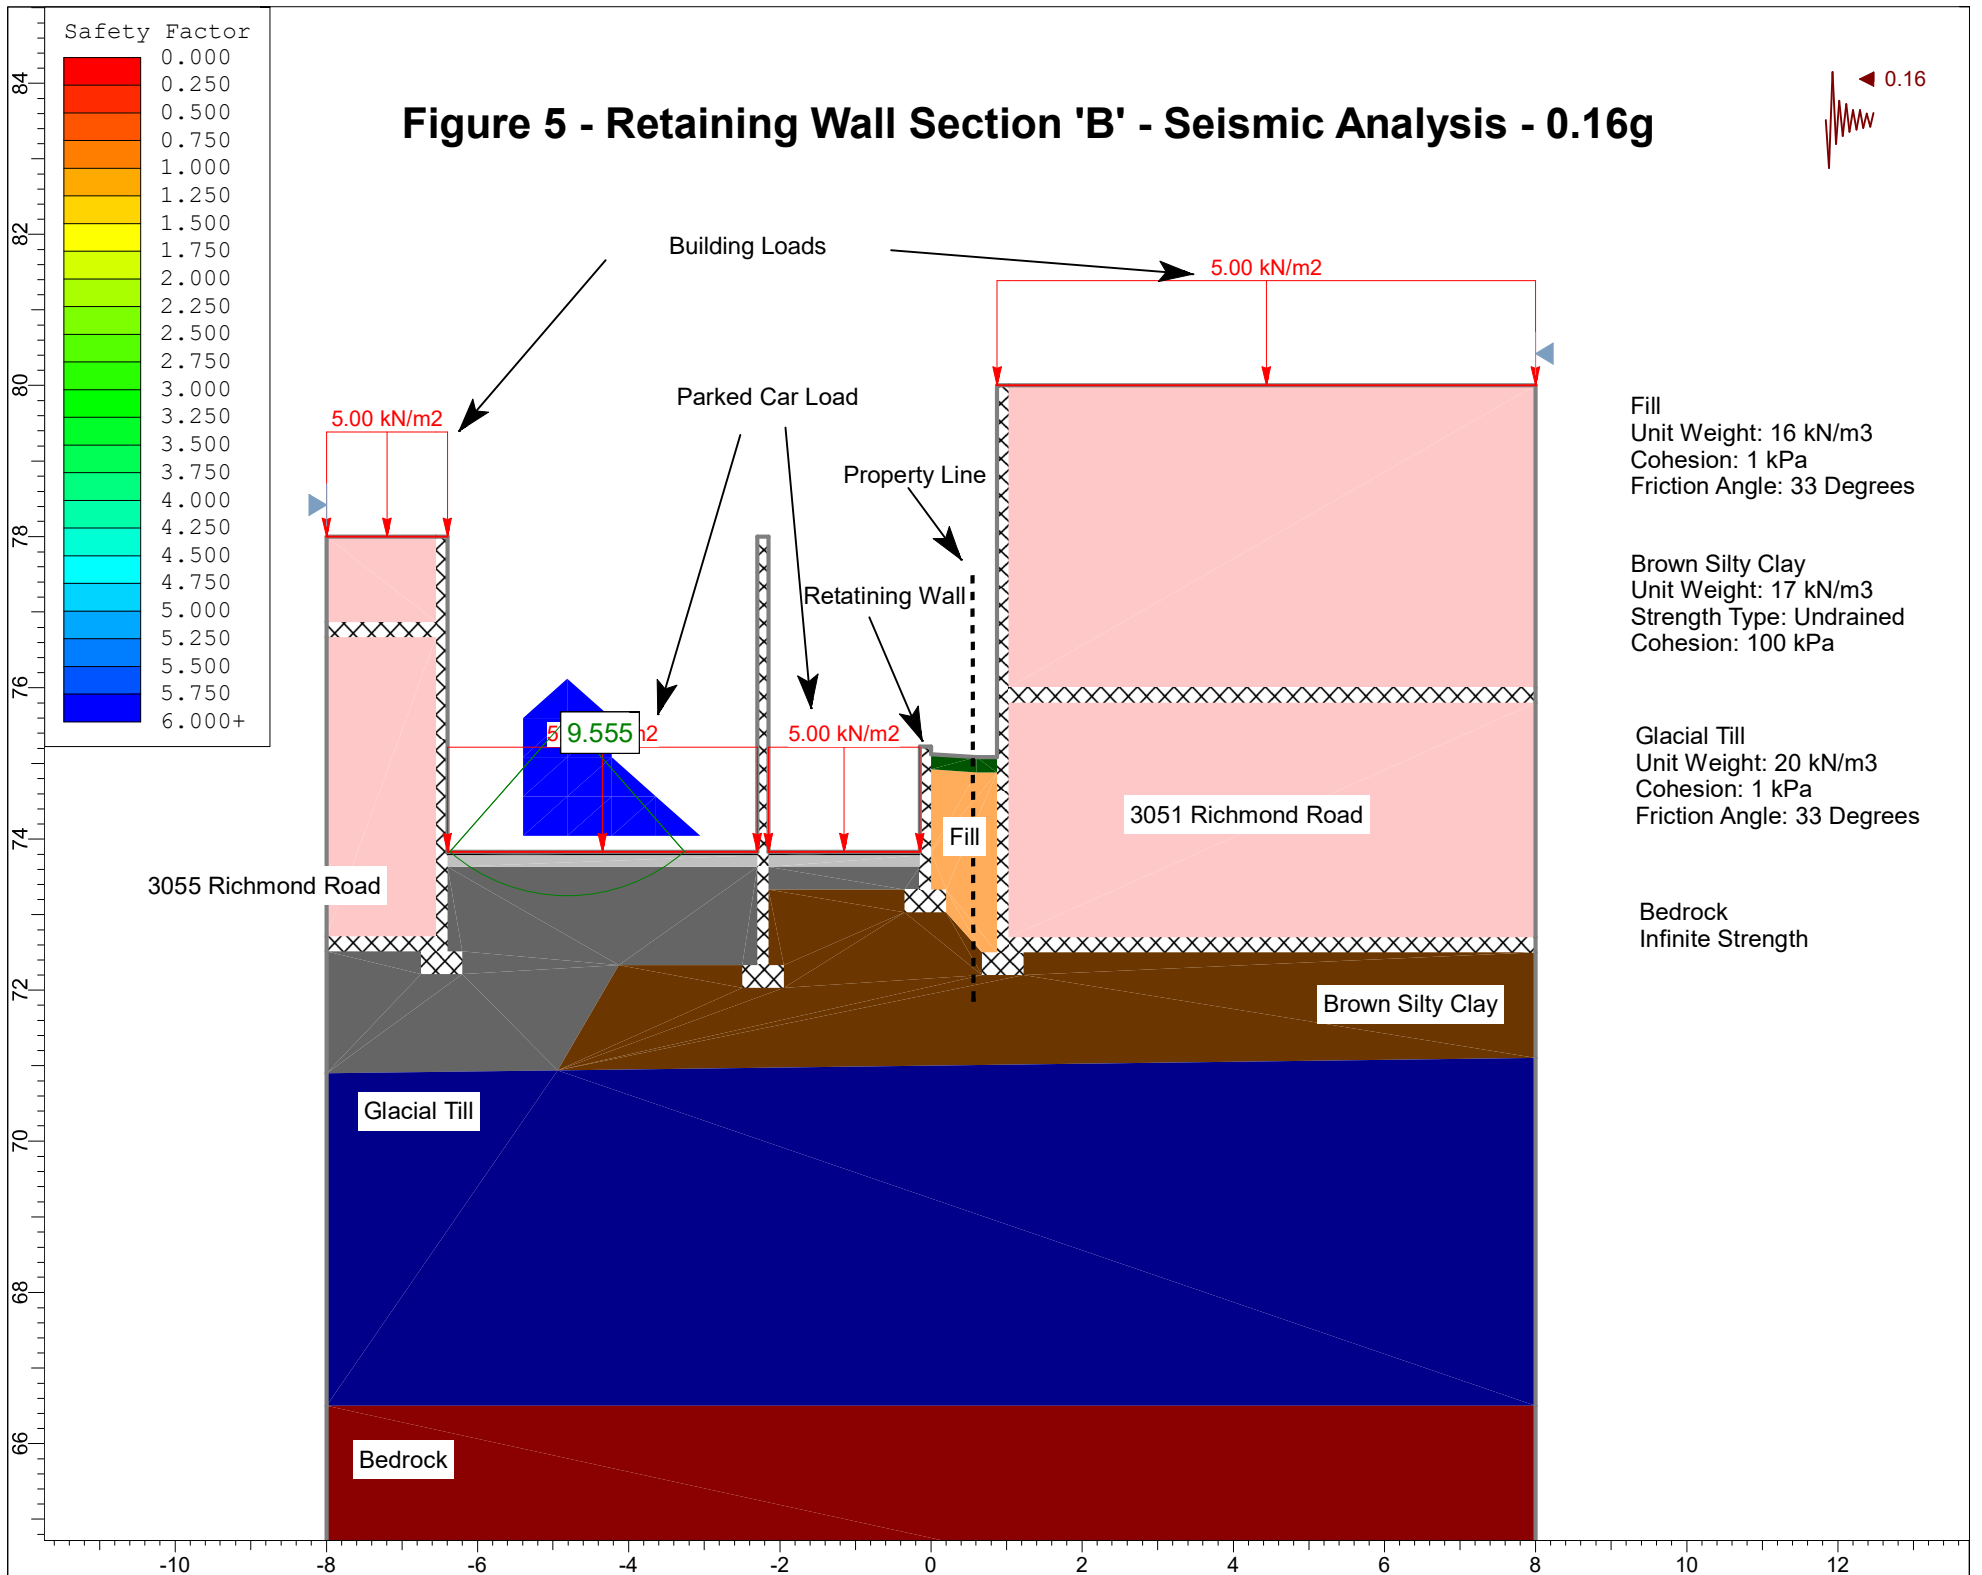 Safety Factor
0.000
0.250
0.500
0.750
1.000
1.250
1.500
1.750
2.000
2.250
2.500
2.750
3.000
3.250
3.500
3.750
4.000
4.250
4.500
4.750
5.000
5.250
5.500
5.750
6.000+
Figure 5 - Retaining Wall Section 'B' - Seismic Analysis - 0.16g
0.16
Building Loads
5.00 kN/m2
5.00 kN/m2
Parked Car Load
Property Line
Retatining Wall
9.555
5.00 kN/m2
Fill
3051 Richmond Road
3055 Richmond Road
Brown Silty Clay
Glacial Till
Bedrock
Fill
Unit Weight: 16 kN/m3
Cohesion: 1 kPa
Friction Angle: 33 Degrees
Brown Silty Clay
Unit Weight: 17 kN/m3
Strength Type: Undrained
Cohesion: 100 kPa
Glacial Till
Unit Weight: 20 kN/m3
Cohesion: 1 kPa
Friction Angle: 33 Degrees
Bedrock
Infinite Strength
84
82
80
78
76
74
72
70
68
66
-10
-8
-6
-4
-2
0
2
4
6
8
10
12